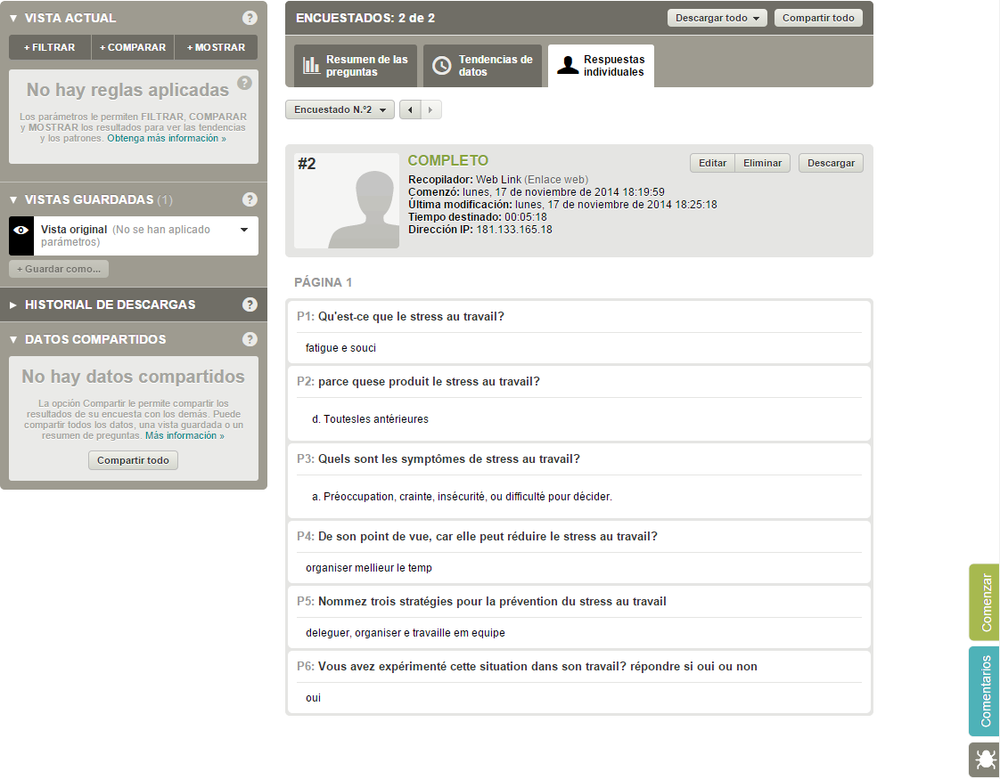 VISTA ACTUAL ?
+ FILTRAR + COMPARAR + MOSTRAR
No hay reglas aplicadas ?
Los parámetros le permiten FILTRAR, COMPARAR
y MOSTRAR los resultados para ver las tendencias
y los patrones. Obtenga más información »
VISTAS GUARDADAS (1) ?
Vista original (No se han aplicado
parámetros)
+ Guardar como...
HISTORIAL DE DESCARGAS ?
DATOS COMPARTIDOS ?
No hay datos compartidos
La opción Compartir le permite compartir los
resultados de su encuesta con los demás. Puede
compartir todos los datos, una vista guardada o un
resumen de preguntas. Más información »
Compartir todo
ENCUESTADOS: 2 de 2 Descargar todo Compartir todo
Resumen de las
preguntas
Tendencias de
datos
Respuestas
individuales
Encuestado N.º2
#2
COMPLETO Editar Eliminar Descargar
Recopilador: Web Link (Enlace web)
Comenzó: lunes, 17 de noviembre de 2014 18:19:59
Última modificación: lunes, 17 de noviembre de 2014 18:25:18
Tiempo destinado: 00:05:18
Dirección IP: 181.133.165.18
PÁGINA 1
P1: Qu'est-ce que le stress au travail?
fatigue e souci
P2: parce quese produit le stress au travail?
d. Toutesles antérieures
P3: Quels sont les symptômes de stress au travail?
a. Préoccupation, crainte, insécurité, ou difficulté pour décider.
P4: De son point de vue, car elle peut réduire le stress au travail?
organiser mellieur le temp
P5: Nommez trois stratégies pour la prévention du stress au travail
deleguer, organiser e travaille em equipe
P6: Vous avez expérimenté cette situation dans son travail? répondre si oui ou non
oui
Comenzar
Comentarios